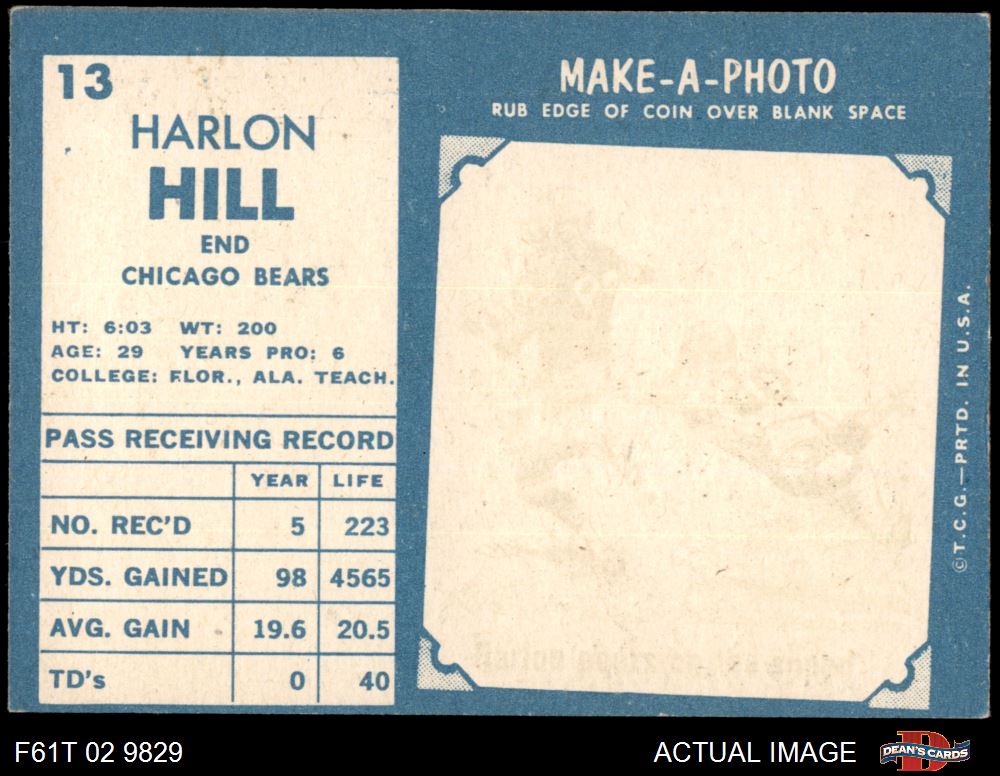 13
HARLON
HILL
END
CHICAGO BEARS
HT: 6:03 WT: 200
AGE: 29 YEARS PRO: 6
COLLEGE: FLOR., ALA. TEACH.
PASS RECEIVING RECORD
YEAR LIFE
NO. REC'D 5 223
YDS. GAINED 98 4565
AVG. GAIN 19.6 20.5
TD's 0 40
MAKE-A-PHOTO
RUB EDGE OF COIN OVER BLANK SPACE
©T.C.G.—PRTD. IN U.S.A.
F61T 02 9829
ACTUAL IMAGE
DEAN'S CARDS